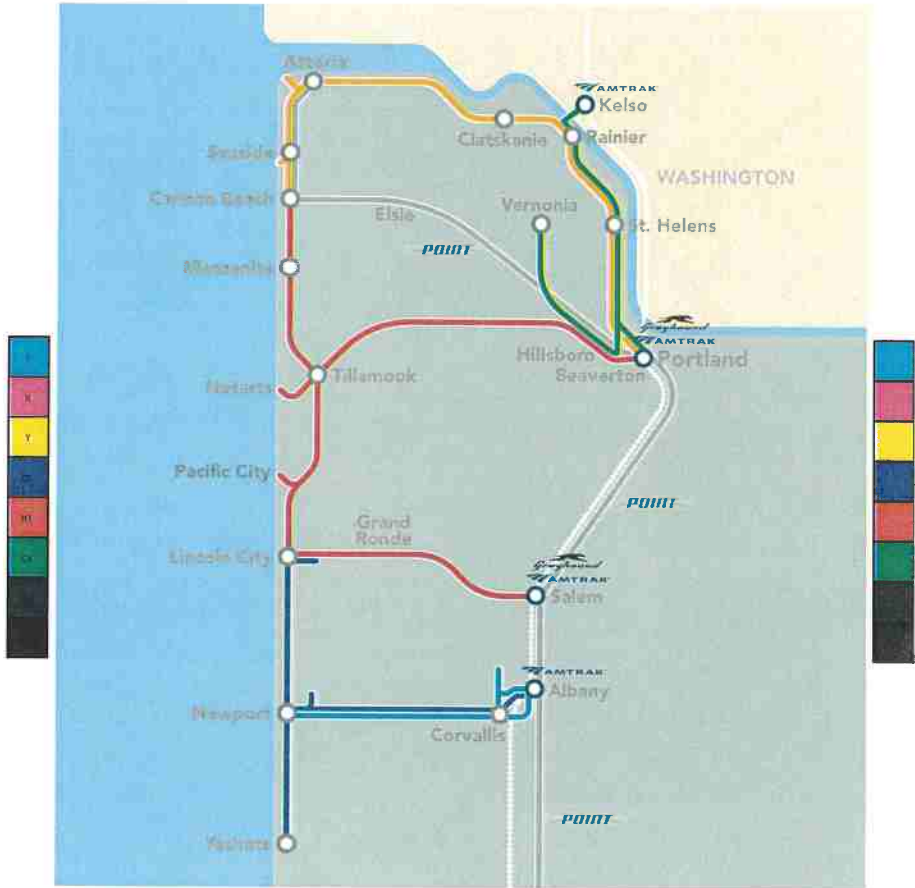 Astoria
AMTRAK
Kelso
Clatskanie
Rainier
Seaside
WASHINGTON
Cannon Beach
Elsie
Vernonia
St. Helens
POINT
Manzanita
Greyhound
AMTRAK
Hillsboro
Portland
Beaverton
Netarts
Tillamook
Y
Pacific City
POINT
M
Grand
Ronde
Lincoln City
Greyhound
AMTRAK
Salem
AMTRAK
Albany
Newport
Corvallis
POINT
Yachats